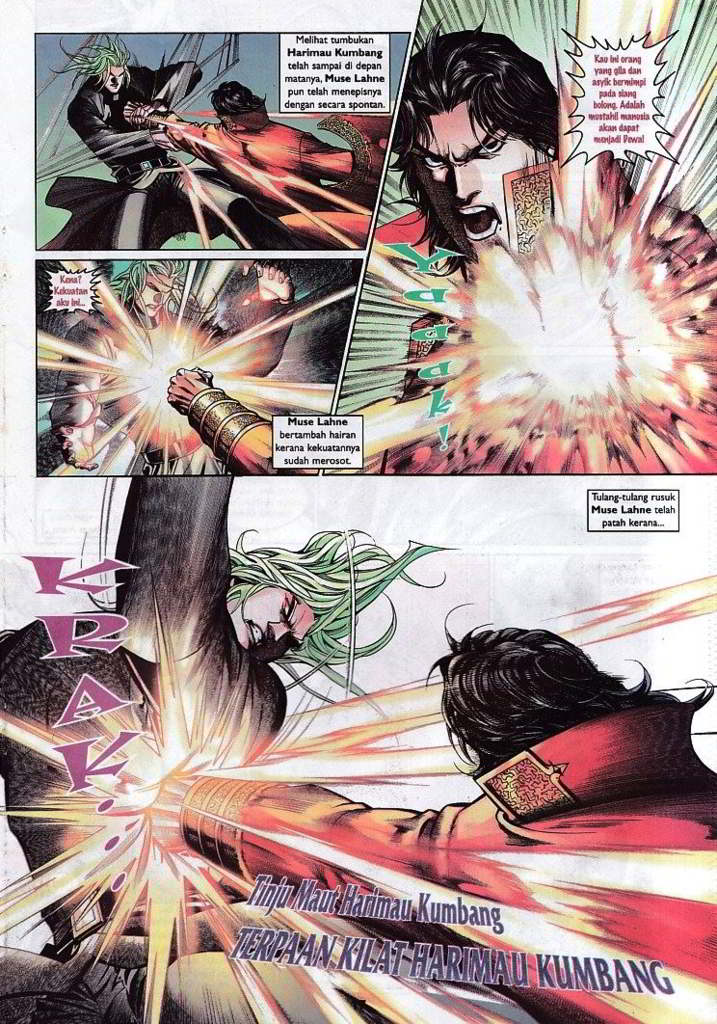 Melihat tumbukan
Harimau Kumbang
telah sampai di depan
matanya, Muse Lahne
pun telah menepisnya
dengan secara spontan.
Kau ini orang
yang gila dan
asyik bermimpi
pada siang
bolong. Adalah
mustahil manusia
akan dapat
menjadi Dewa!
Yaaak!
Kena?
Kekuatan
aku ini...
Muse Lahne
bertambah hairan
kerana kekuatannya
sudah merosot.
Tulang-tulang rusuk
Muse Lahne telah
patah kerana...
KRAK...
Tinju Maut Harimau Kumbang
TERPAAN KILAT HARIMAU KUMBANG